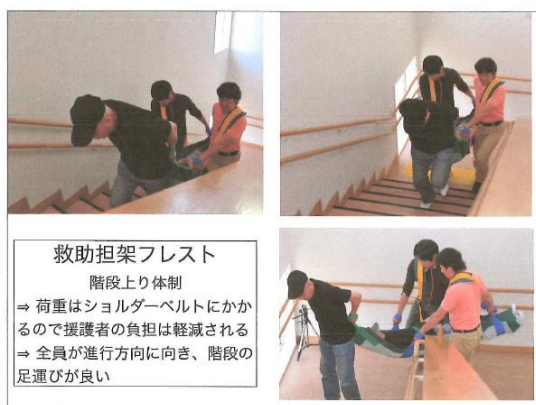 救助担架フレスト
階段上り体制
⇒ 荷重はショルダーベルトにかか
るので援護者の負担は軽減される
⇒ 全員が進行方向に向き、階段の
足運びが良い